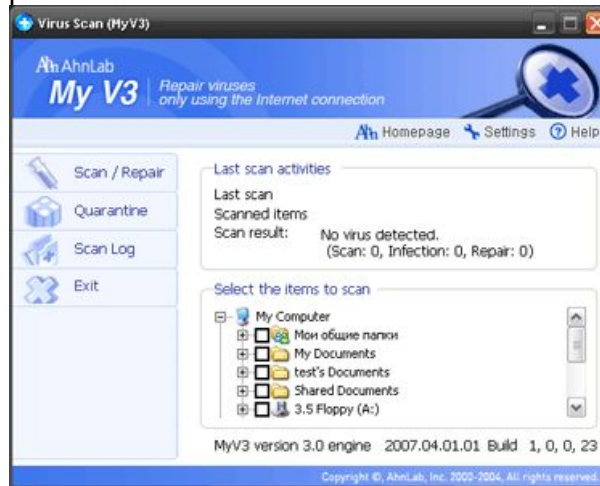 Virus Scan (MyV3)
Ah AhnLab
My V3
Repair viruses
only using the Internet connection
Ah Homepage Settings ? Help
Scan / Repair
Quarantine
Scan Log
Exit
Last scan activities
Last scan
Scanned items
Scan result: No virus detected.
(Scan: 0, Infection: 0, Repair: 0)
Select the items to scan
My Computer
Мои общие папки
My Documents
test's Documents
Shared Documents
3.5 Floppy (A:)
MyV3 version 3.0 engine 2007.04.01.01 Build 1, 0, 0, 23
Copyright ©, AhnLab, Inc. 2002-2004, All rights reserved.